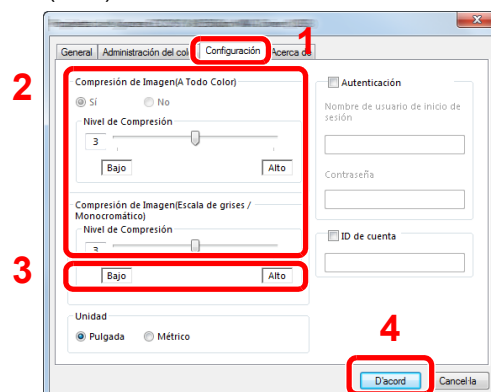 General Administración del colo Configuración Acerca de
1
2
Compresión de Imagen(A Todo Color)
Sí No
Nivel de Compresión
3
Bajo Alto
Autenticación
Nombre de usuario de inicio de
sesión
Contraseña
Compresión de Imagen(Escala de grises /
Monocromático)
Nivel de Compresión
3
ID de cuenta
3
Bajo Alto
Unidad
Pulgada Métrico
4
D'acord Cancel·la